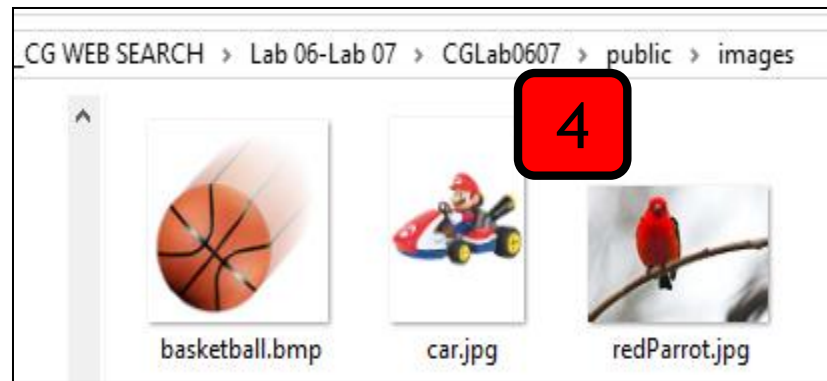 _CG WEB SEARCH > Lab 06-Lab 07 > CGLab0607 > public > images
4
basketball.bmp car.jpg redParrot.jpg